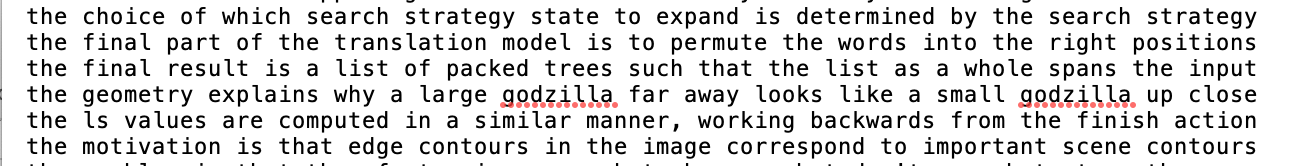 the choice of which search strategy state to expand is determined by the search strategy
the final part of the translation model is to permute the words into the right positions
the final result is a list of packed trees such that the list as a whole spans the input
the geometry explains why a large godzilla far away looks like a small godzilla up close
the ls values are computed in a similar manner, working backwards from the finish action
the motivation is that edge contours in the image correspond to important scene contours